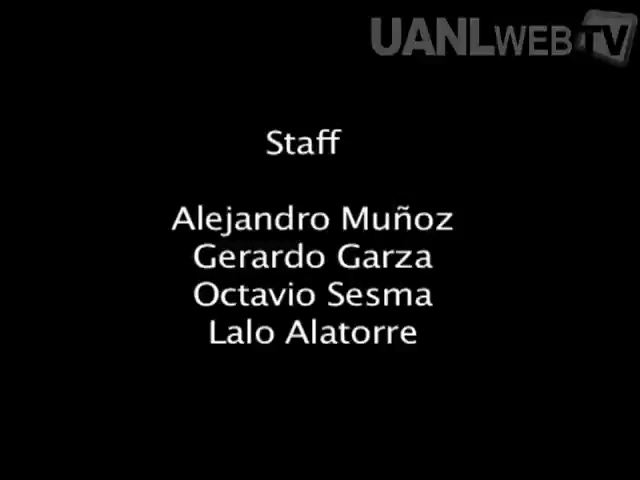 UANLWEBTV
Staff
Alejandro Muñoz
Gerardo Garza
Octavio Sesma
Lalo Alatorre